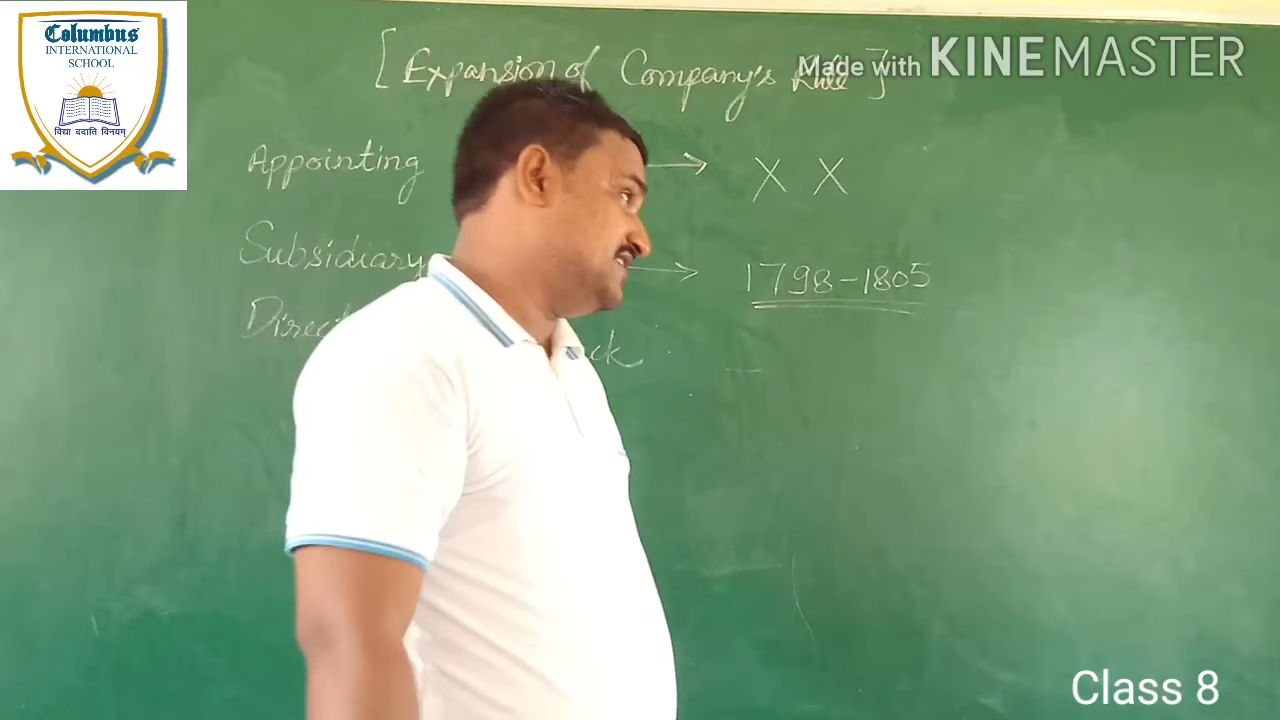 Columbus
INTERNATIONAL
SCHOOL
विद्या ददाति विनयम्
[Expansion of Company's Rule]
Made with KINEMASTER
Appointing → X X
Subsidiary → 1798-1805
Class 8